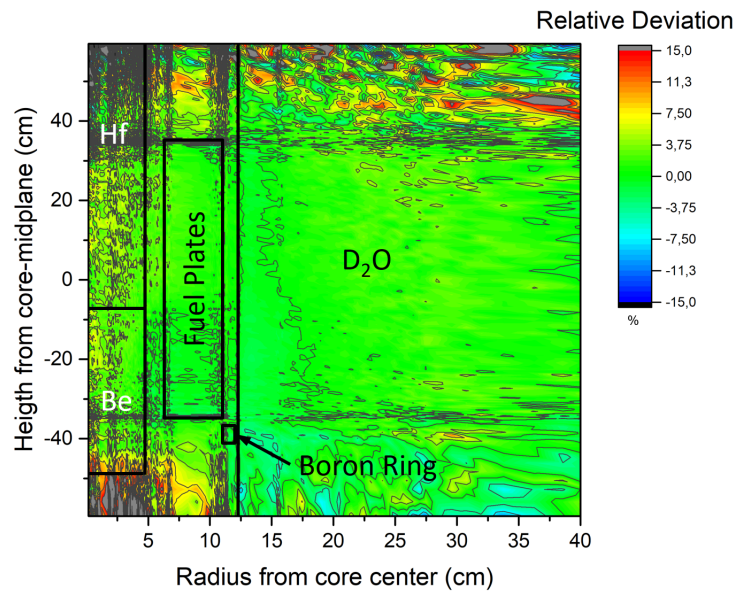 Relative Deviation
15,0
11,3
7,50
3,75
0,00
-3,75
-7,50
-11,3
-15,0
%
Heigth from core-midplane (cm)
40
20
0
-20
-40
Hf
Be
Fuel Plates
D₂O
Boron Ring
5
10
15
20
25
30
35
40
Radius from core center (cm)